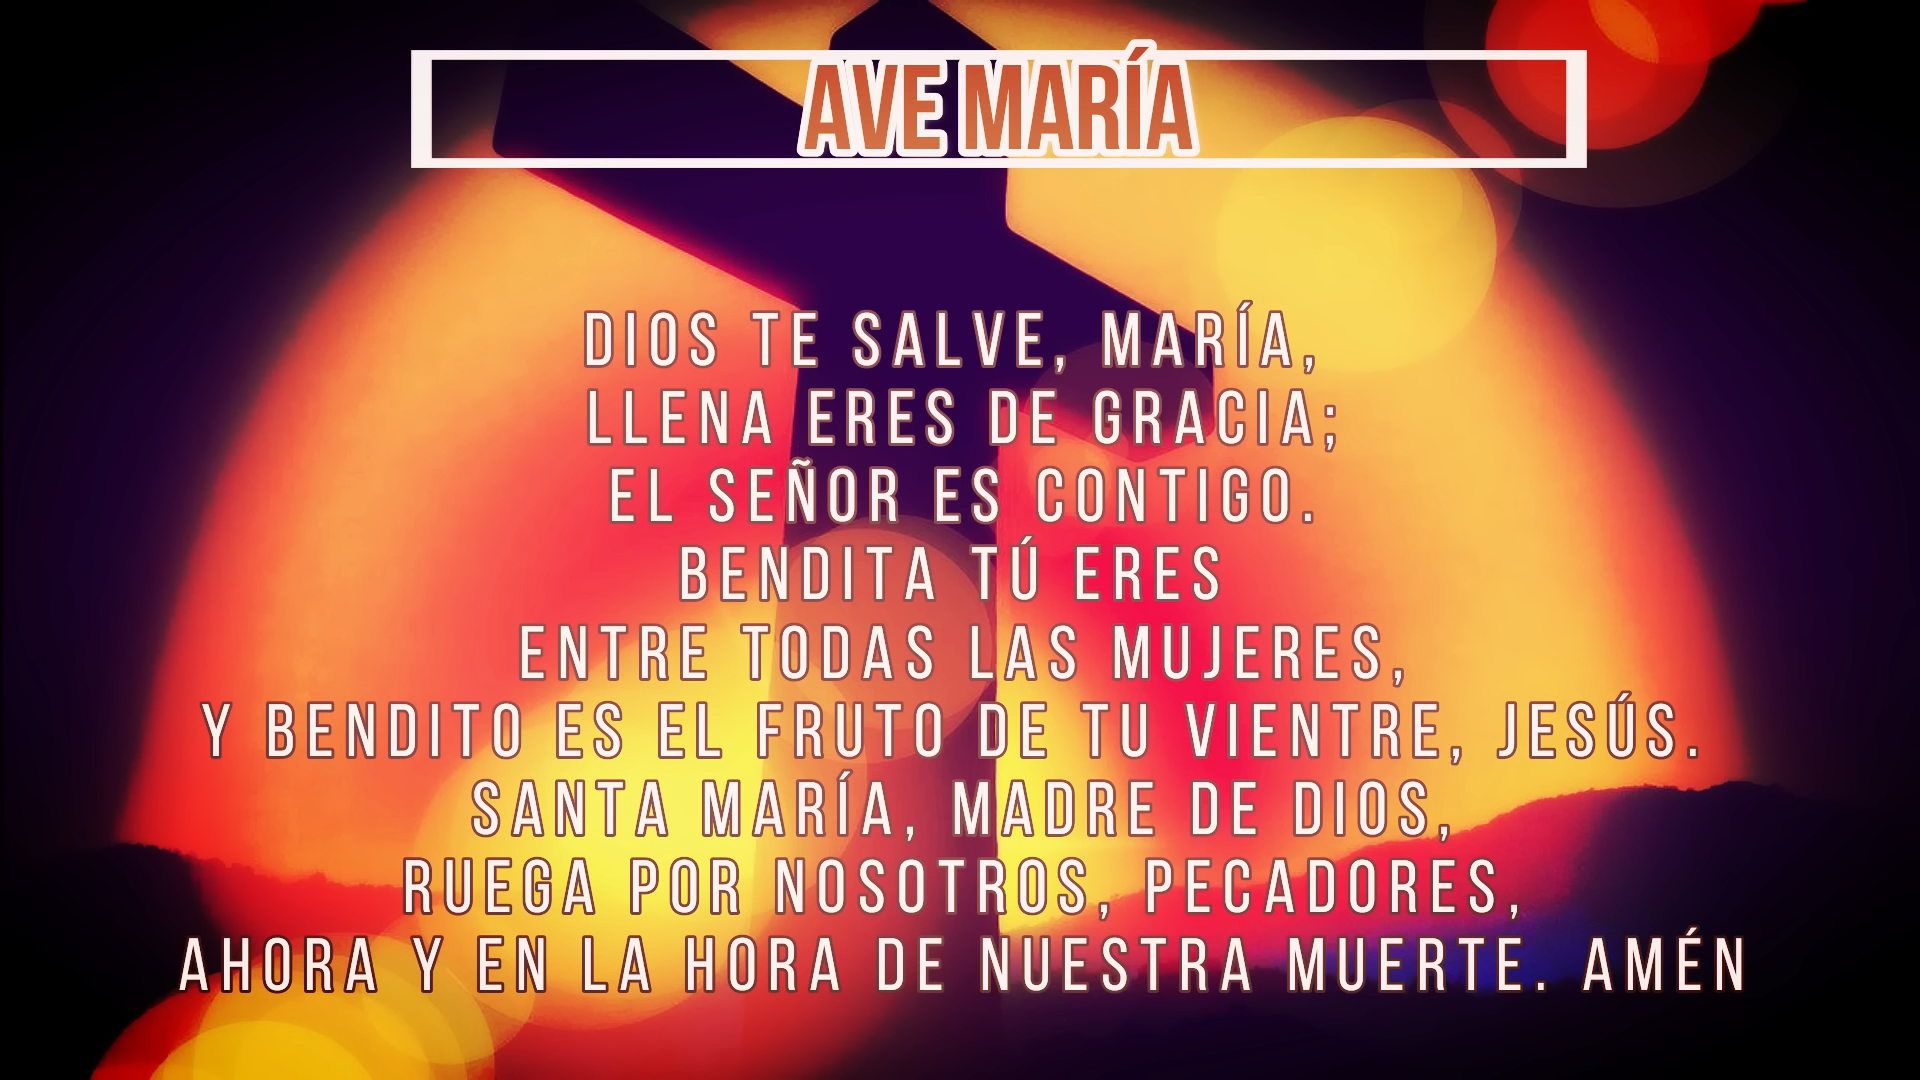 AVE MARÍA
DIOS TE SALVE, MARÍA,
LLENA ERES DE GRACIA;
EL SEÑOR ES CONTIGO.
BENDITA TÚ ERES
ENTRE TODAS LAS MUJERES,
Y BENDITO ES EL FRUTO DE TU VIENTRE, JESÚS.
SANTA MARÍA, MADRE DE DIOS,
RUEGA POR NOSOTROS, PECADORES,
AHORA Y EN LA HORA DE NUESTRA MUERTE. AMÉN